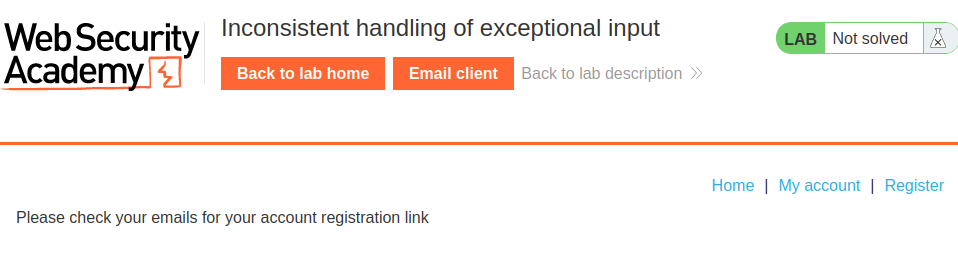 Web Security
Academy
Inconsistent handling of exceptional input
Back to lab home
Email client
Back to lab description
LAB
Not solved
Home | My account | Register
Please check your emails for your account registration link